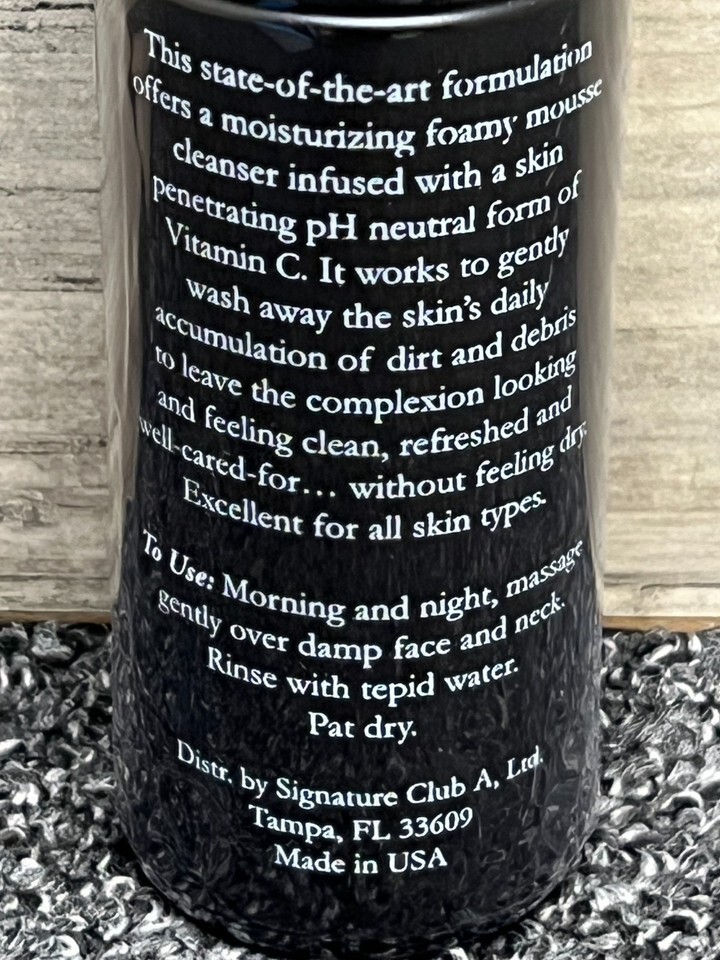 This state-of-the-art formulation
offers a moisturizing foamy mousse
cleanser infused with a skin
penetrating pH neutral form of
Vitamin C. It works to gently
wash away the skin's daily
accumulation of dirt and debris
to leave the complexion looking
and feeling clean, refreshed and
well-cared-for... without feeling dry.
Excellent for all skin types.
To Use: Morning and night, massage
gently over damp face and neck.
Rinse with tepid water.
Pat dry.
Distr. by Signature Club A, Ltd.
Tampa, FL 33609
Made in USA